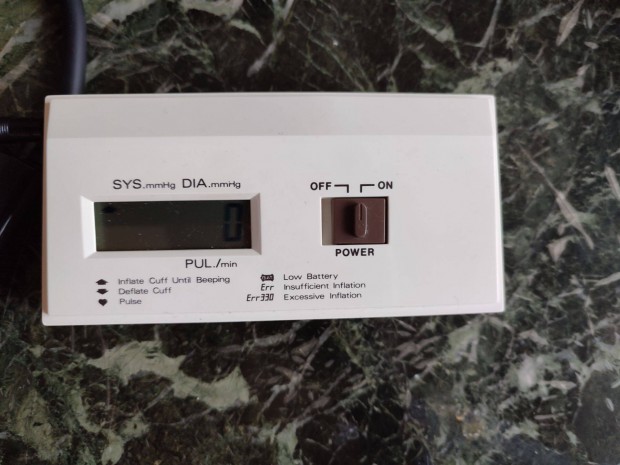 SYS.mmHg DIA.mmHg
0
PUL./min
OFF ON
POWER
Inflate Cuff Until Beeping
Deflate Cuff
Pulse
Low Battery
Err Insufficient Inflation
Err330 Excessive Inflation